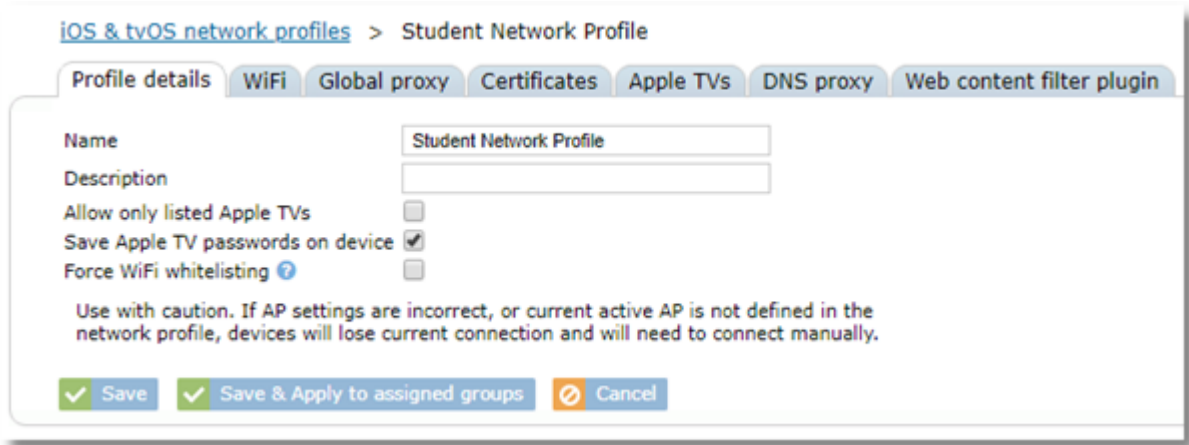 iOS & tvOS network profiles > Student Network Profile
Profile details WiFi Global proxy Certificates Apple TVs DNS proxy Web content filter plugin
Name Student Network Profile
Description
Allow only listed Apple TVs
Save Apple TV passwords on device
Force WiFi whitelisting ?
Use with caution. If AP settings are incorrect, or current active AP is not defined in the
network profile, devices will lose current connection and will need to connect manually.
Save Save & Apply to assigned groups Cancel